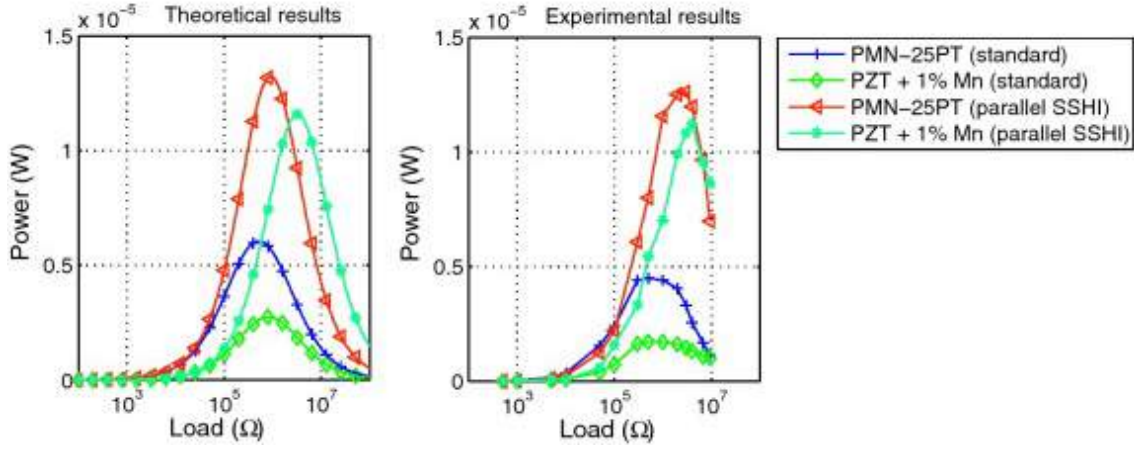 x 10⁻⁵ Theoretical results
1.5
1
0.5
0
Power (W)
10³ 10⁵ 10⁷
Load (Ω)
x 10⁻⁵ Experimental results
1.5
1
0.5
0
Power (W)
10³ 10⁵ 10⁷
Load (Ω)
PMN−25PT (standard)
PZT + 1% Mn (standard)
PMN−25PT (parallel SSHI)
PZT + 1% Mn (parallel SSHI)